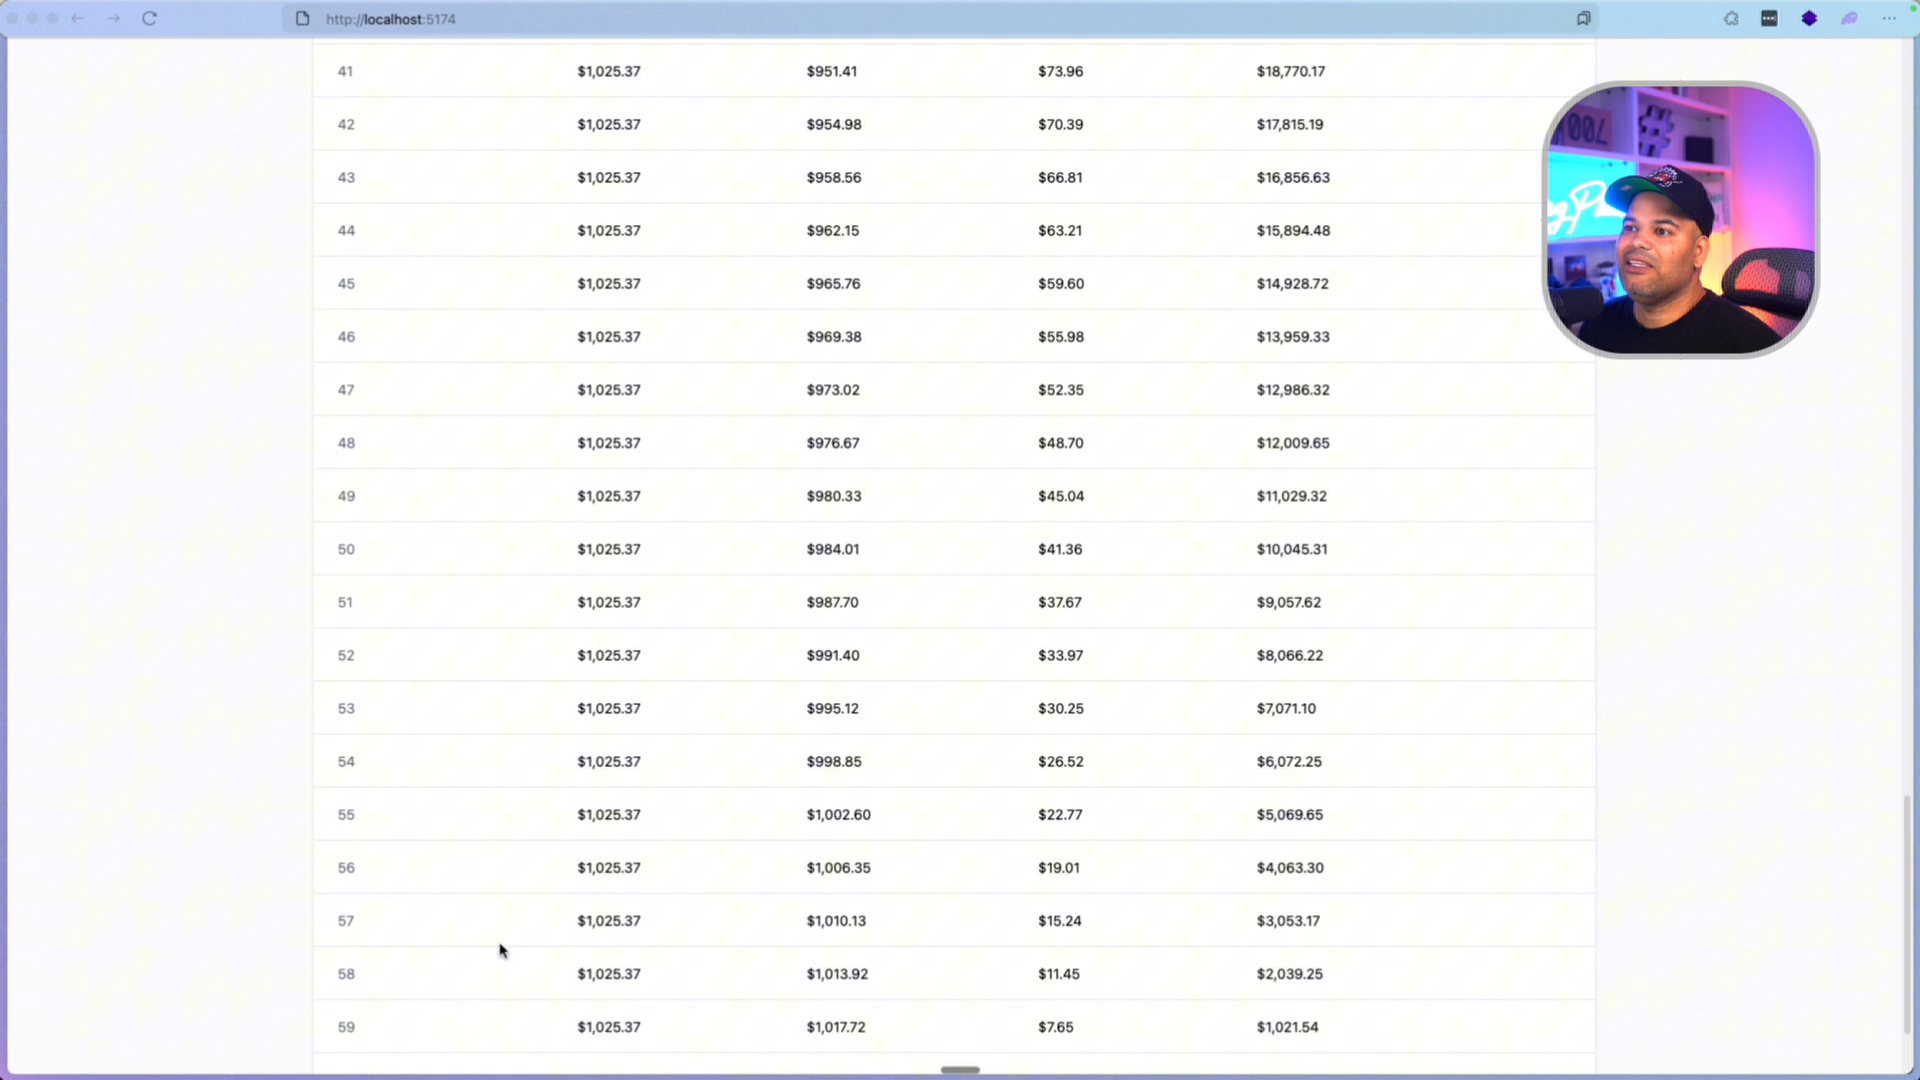 http://localhost:5174
41 $1,025.37 $951.41 $73.96 $18,770.17
42 $1,025.37 $954.98 $70.39 $17,815.19
43 $1,025.37 $958.56 $66.81 $16,856.63
44 $1,025.37 $962.15 $63.21 $15,894.48
45 $1,025.37 $965.76 $59.60 $14,928.72
46 $1,025.37 $969.38 $55.98 $13,959.33
47 $1,025.37 $973.02 $52.35 $12,986.32
48 $1,025.37 $976.67 $48.70 $12,009.65
49 $1,025.37 $980.33 $45.04 $11,029.32
50 $1,025.37 $984.01 $41.36 $10,045.31
51 $1,025.37 $987.70 $37.67 $9,057.62
52 $1,025.37 $991.40 $33.97 $8,066.22
53 $1,025.37 $995.12 $30.25 $7,071.10
54 $1,025.37 $998.85 $26.52 $6,072.25
55 $1,025.37 $1,002.60 $22.77 $5,069.65
56 $1,025.37 $1,006.35 $19.01 $4,063.30
57 $1,025.37 $1,010.13 $15.24 $3,053.17
58 $1,025.37 $1,013.92 $11.45 $2,039.25
59 $1,025.37 $1,017.72 $7.65 $1,021.54